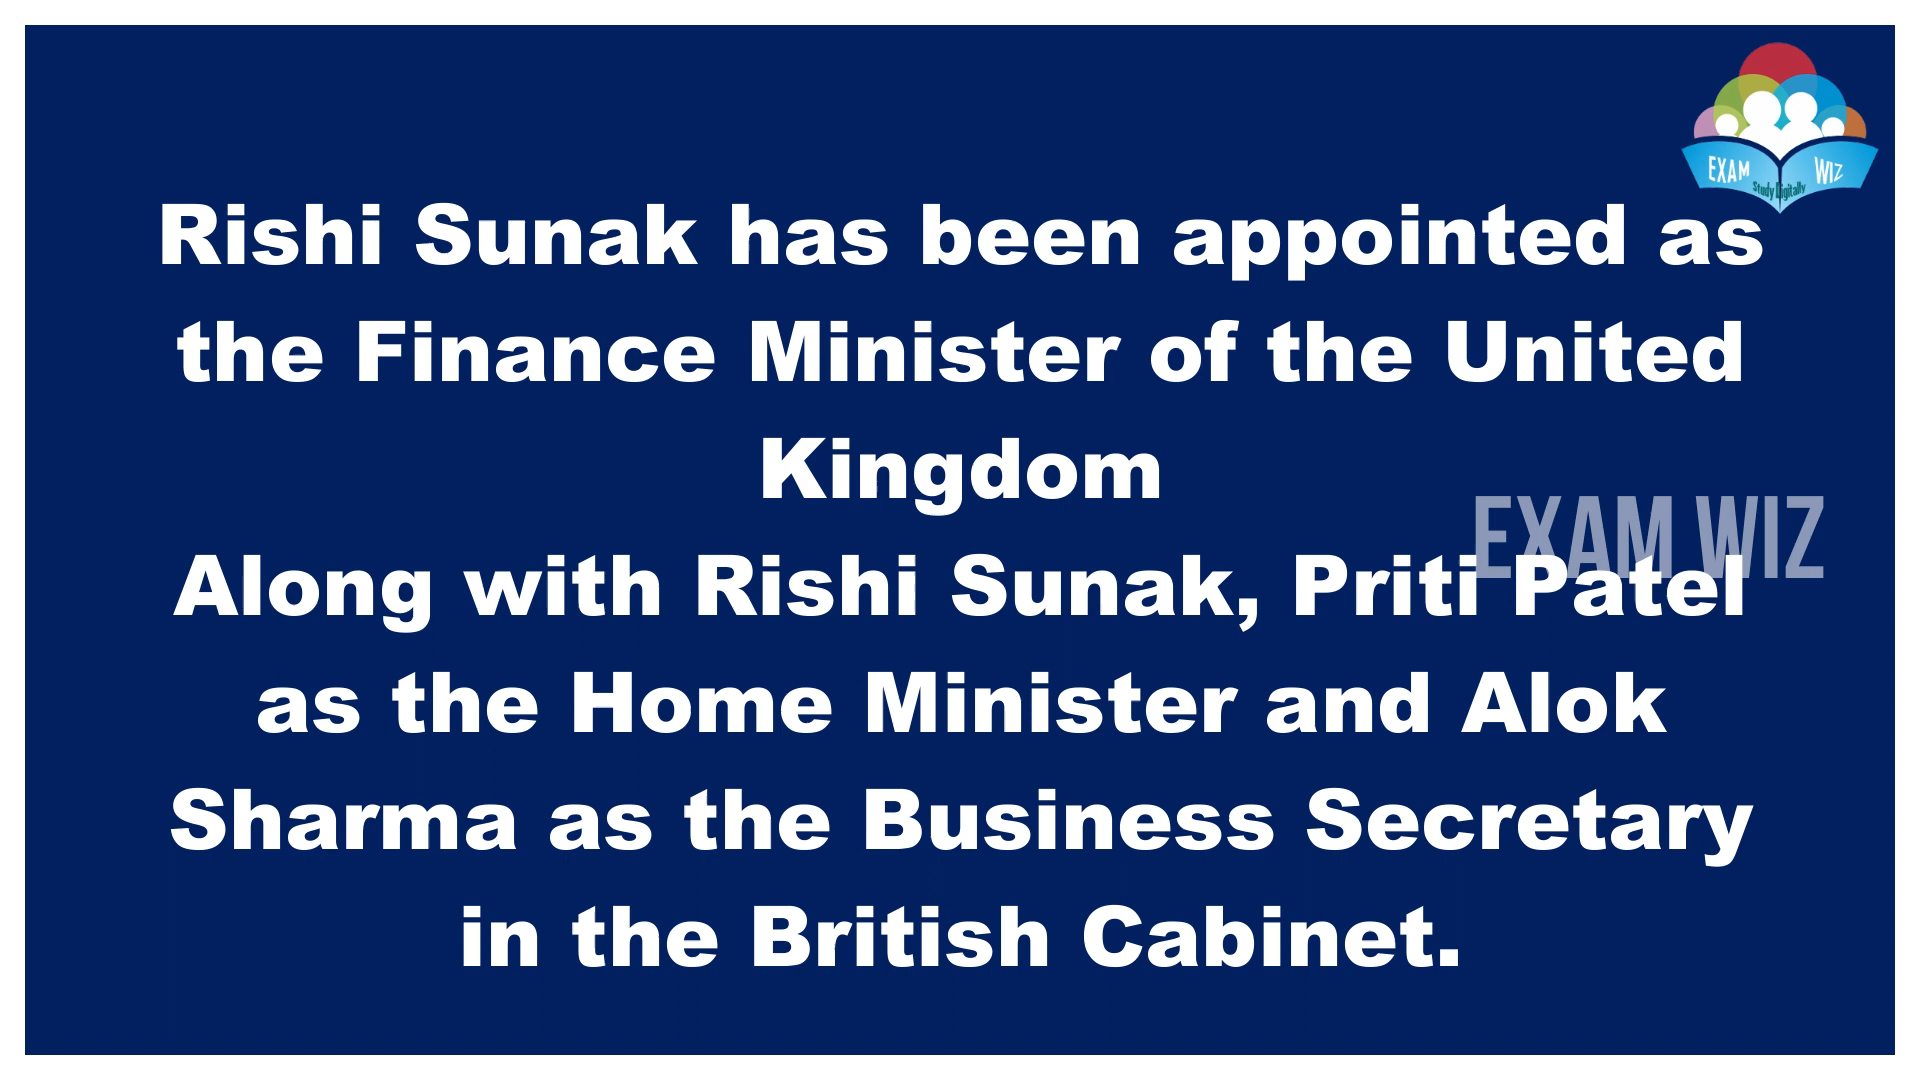 EXAM WIZ
Study Digitally
Rishi Sunak has been appointed as
the Finance Minister of the United
Kingdom
EXAM WIZ
Along with Rishi Sunak, Priti Patel
as the Home Minister and Alok
Sharma as the Business Secretary
in the British Cabinet.